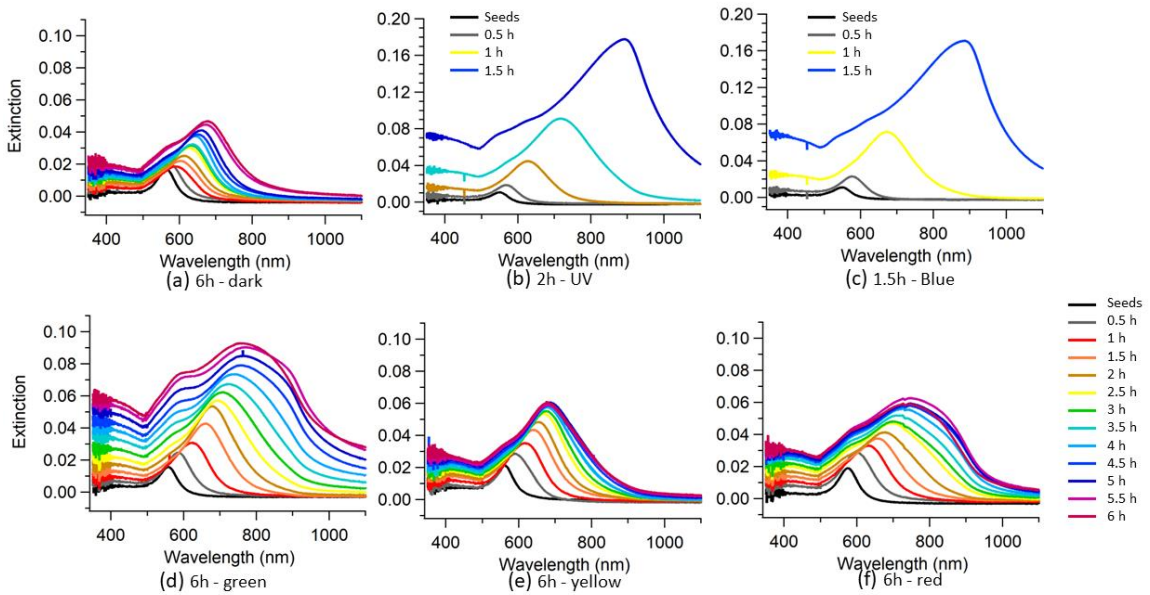 0.10
0.08
0.06
0.04
0.02
0.00
Extinction
400 600 800 1000
Wavelength (nm)
(a) 6h - dark
0.20
0.16
0.12
0.08
0.04
0.00
Seeds
0.5 h
1 h
1.5 h
400 600 800 1000
Wavelength (nm)
(b) 2h - UV
0.20
0.16
0.12
0.08
0.04
0.00
Seeds
0.5 h
1 h
1.5 h
400 600 800 1000
Wavelength (nm)
(c) 1.5h - Blue
0.10
0.08
0.06
0.04
0.02
0.00
Extinction
400 600 800 1000
Wavelength (nm)
(d) 6h - green
0.10
0.08
0.06
0.04
0.02
0.00
400 600 800 1000
Wavelength (nm)
(e) 6h - yellow
0.10
0.08
0.06
0.04
0.02
0.00
400 600 800 1000
Wavelength (nm)
(f) 6h - red
Seeds
0.5 h
1 h
1.5 h
2 h
2.5 h
3 h
3.5 h
4 h
4.5 h
5 h
5.5 h
6 h